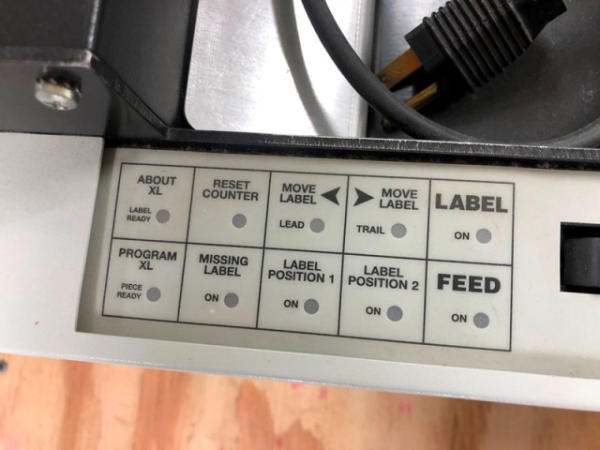 ABOUT
XL
LABEL
READY
RESET
COUNTER
MOVE
LABEL
LEAD
MOVE
LABEL
TRAIL
LABEL
ON
PROGRAM
XL
PIECE
READY
MISSING
LABEL
ON
LABEL
POSITION 1
ON
LABEL
POSITION 2
ON
FEED
ON